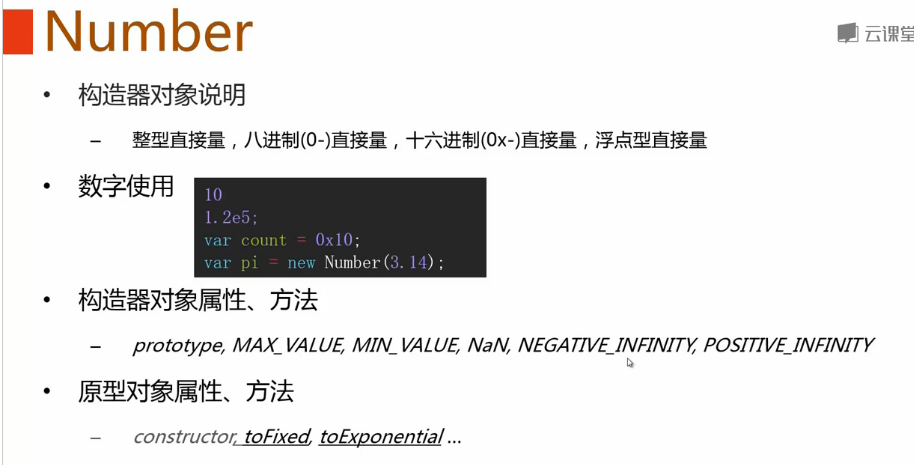 Number
云课堂
• 构造器对象说明
– 整型直接量，八进制(0-)直接量，十六进制(0x-)直接量，浮点型直接量
• 数字使用
10
1.2e5;
var count = 0x10;
var pi = new Number(3.14);
• 构造器对象属性、方法
– prototype, MAX_VALUE, MIN_VALUE, NaN, NEGATIVE_INFINITY, POSITIVE_INFINITY
• 原型对象属性、方法
– constructor, toFixed, toExponential ...